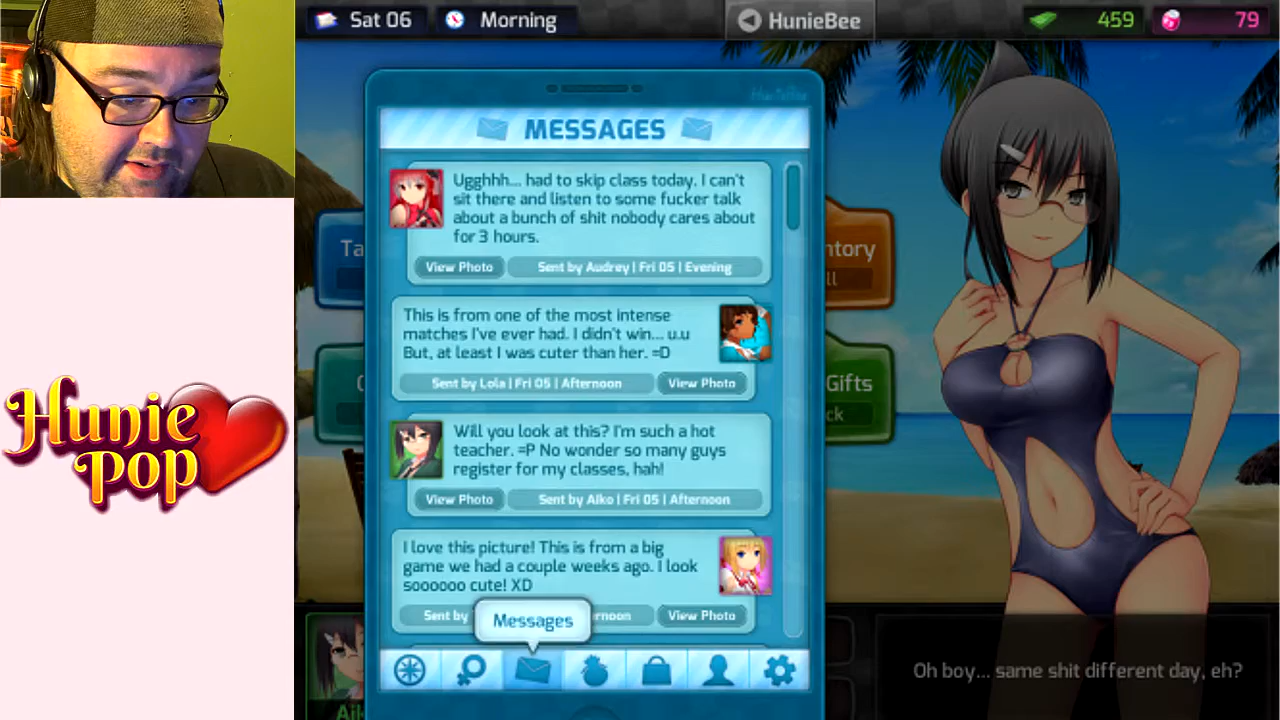 Sat 06
Morning
HunieBee
459
79
MESSAGES
Ugghhh... had to skip class today. I can't
sit there and listen to some fucker talk
about a bunch of shit nobody cares about
for 3 hours.
View Photo
Sent by Audrey | Fri 05 | Evening
This is from one of the most intense
matches I've ever had. I didn't win... u.u
But, at least I was cuter than her. =D
Sent by Lola | Fri 05 | Afternoon
View Photo
Will you look at this? I'm such a hot
teacher. =P No wonder so many guys
register for my classes, hah!
View Photo
Sent by Aiko | Fri 05 | Afternoon
I love this picture! This is from a big
game we had a couple weeks ago. I look
soooooo cute! XD
Sent by
View Photo
Messages
Gifts
Hunie
Pop
Oh boy... same shit different day, eh?